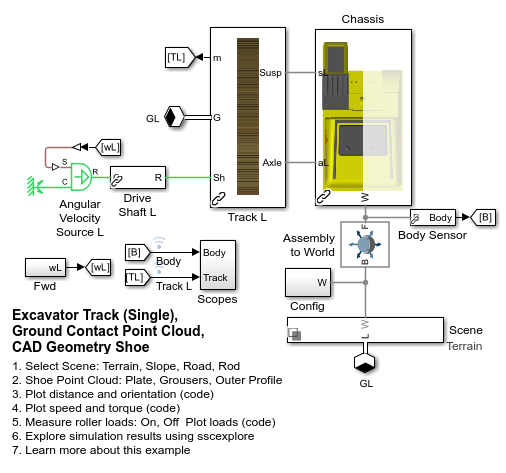 Chassis
[TL]
m
Susp
sL
GL
G
[wL]
S
R
C
R
Sh
Axle
aL
Angular
Velocity
Source L
Drive
Shaft L
Track L
W
Body
[B]
Body Sensor
F
Assembly
to World
B
[B]
Body
Body
[TL]
Track L
Track
Scopes
wL
[wL]
Fwd
W
Config
W
L
Scene
Terrain
GL
Excavator Track (Single),
Ground Contact Point Cloud,
CAD Geometry Shoe
1. Select Scene: Terrain, Slope, Road, Rod
2. Shoe Point Cloud: Plate, Grousers, Outer Profile
3. Plot distance and orientation (code)
4. Plot speed and torque (code)
5. Measure roller loads: On, Off Plot loads (code)
6. Explore simulation results using sscexplore
7. Learn more about this example